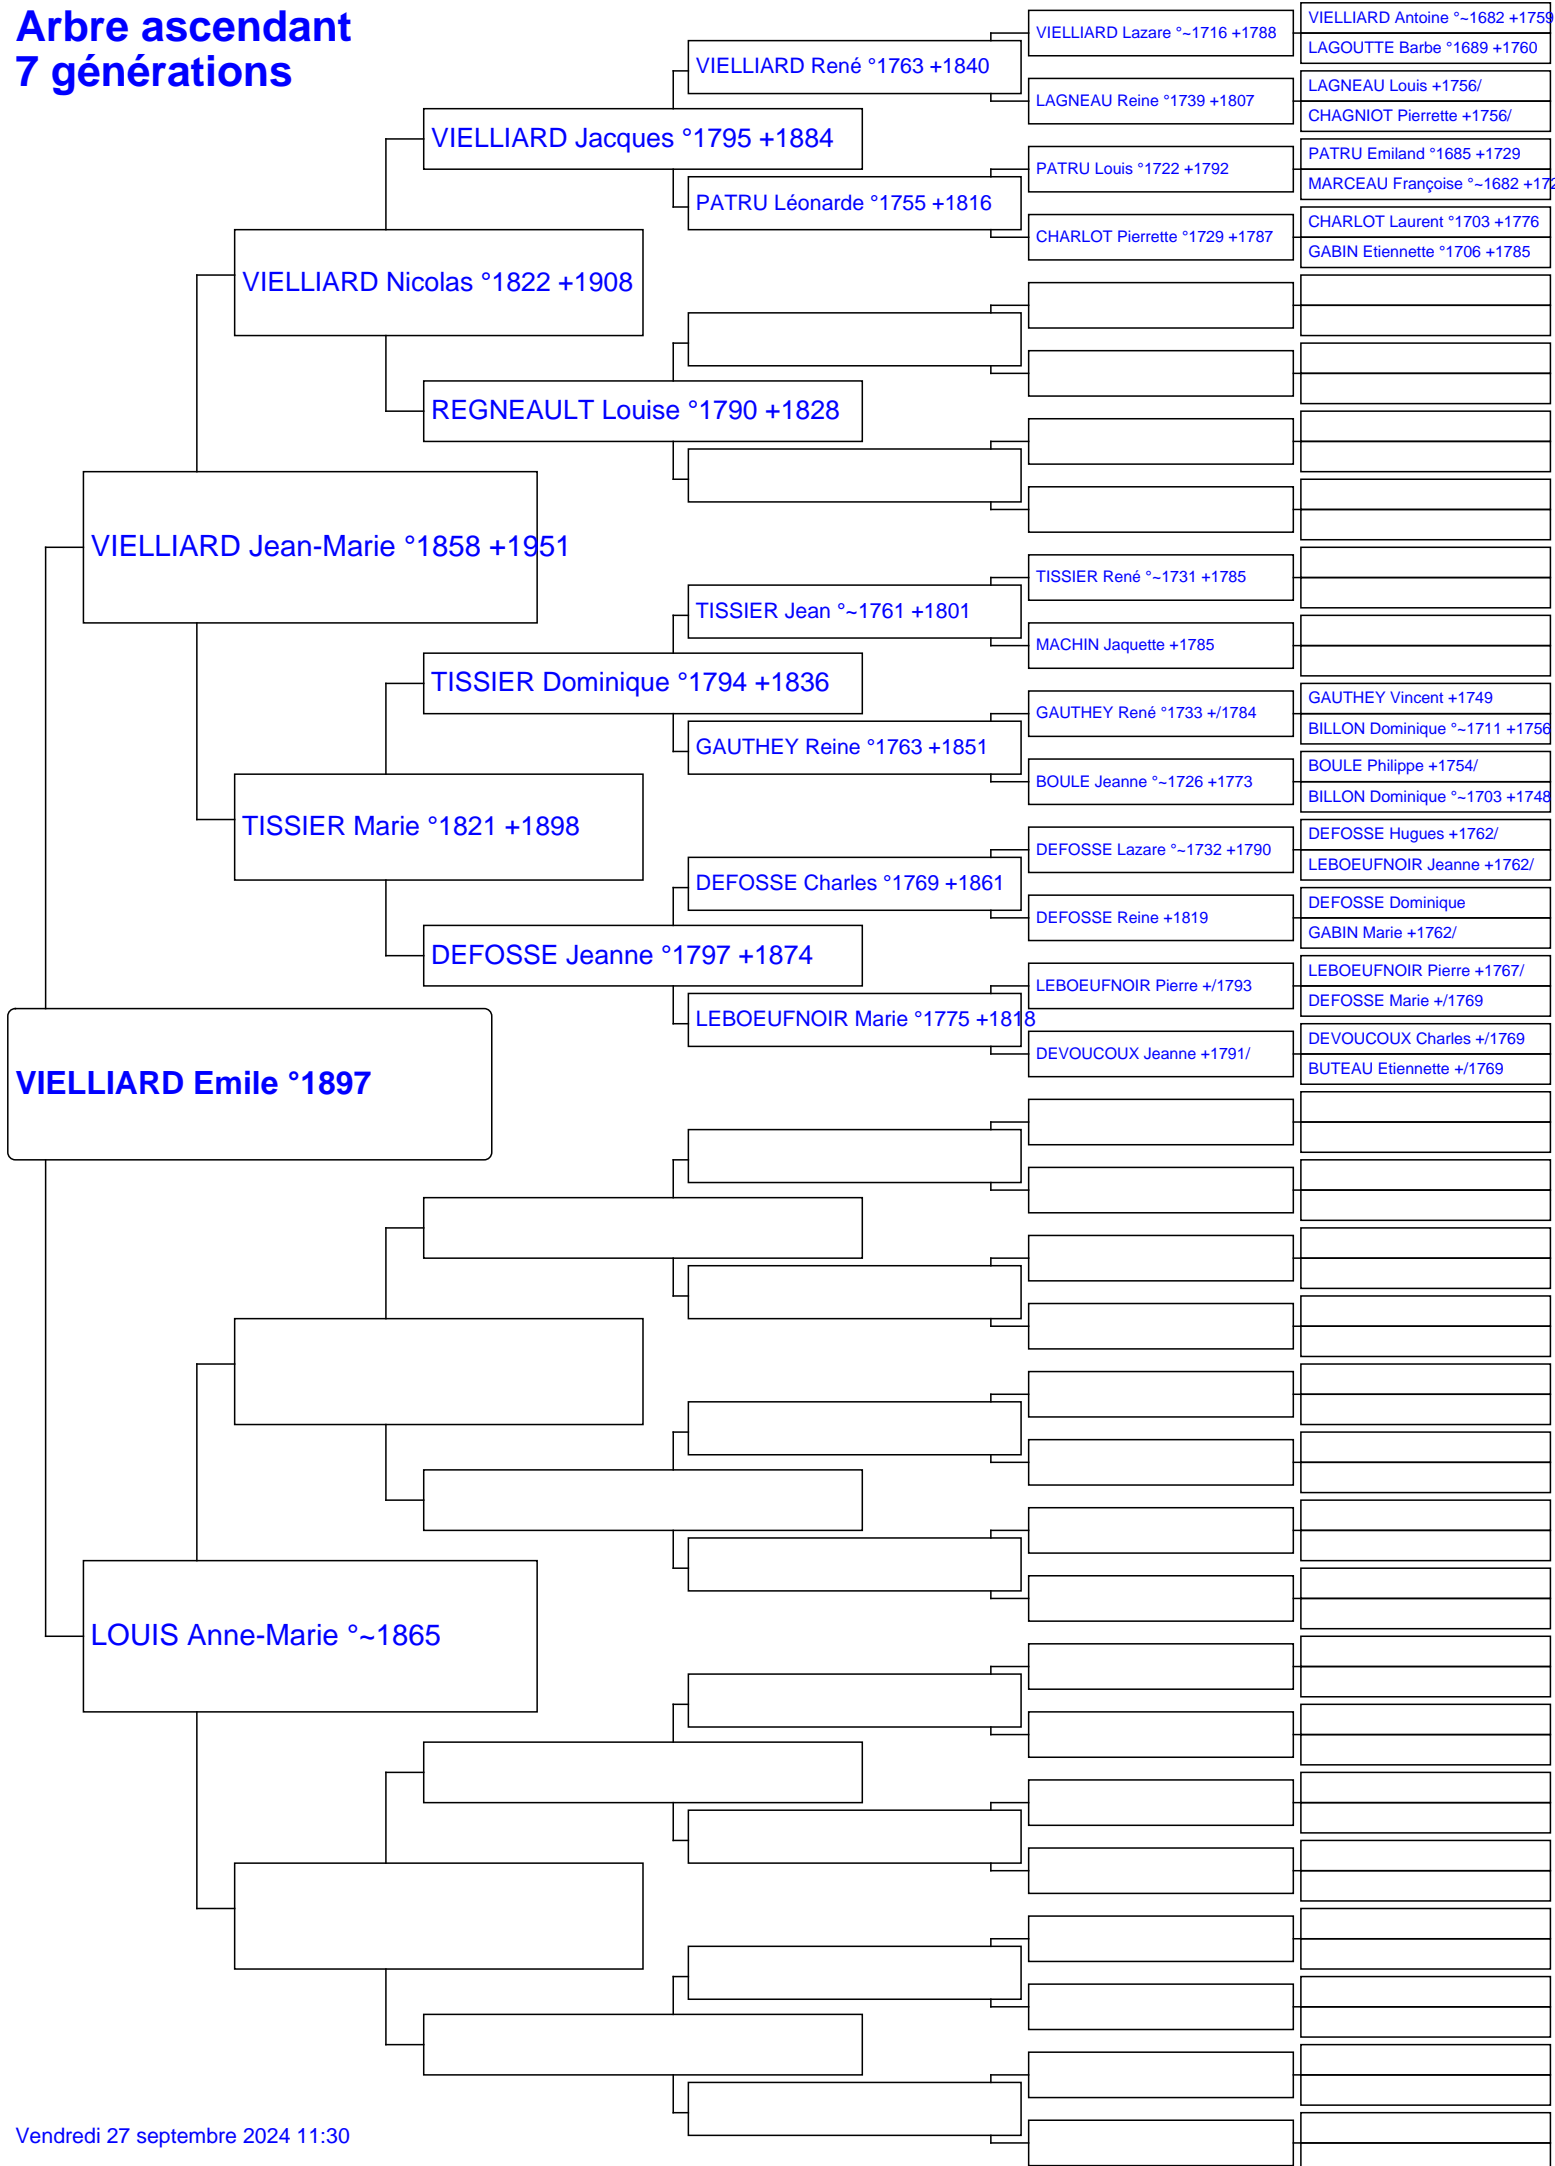 Arbre ascendant
7 générations
VIELLIARD Emile °1897
VIELLIARD Jean-Marie °1858 +1951
LOUIS Anne-Marie °~1865
VIELLIARD Nicolas °1822 +1908
TISSIER Marie °1821 +1898
VIELLIARD Jacques °1795 +1884
REGNEAULT Louise °1790 +1828
TISSIER Dominique °1794 +1836
DEFOSSE Jeanne °1797 +1874
VIELLIARD René °1763 +1840
PATRU Léonarde °1755 +1816
TISSIER Jean °~1761 +1801
GAUTHEY Reine °1763 +1851
DEFOSSE Charles °1769 +1861
LEBOEUFNOIR Marie °1775 +1818
VIELLIARD Lazare °~1716 +1788
LAGNEAU Reine °1739 +1807
PATRU Louis °1722 +1792
CHARLOT Pierrette °1729 +1787
TISSIER René °~1731 +1785
MACHIN Jaquette +1785
GAUTHEY René °1733 +/1784
BOULE Jeanne °~1726 +1773
DEFOSSE Lazare °~1732 +1790
DEFOSSE Reine +1819
LEBOEUFNOIR Pierre +/1793
DEVOUCOUX Jeanne +1791/
VIELLIARD Antoine °~1682 +1759
LAGOUTTE Barbe °1689 +1760
LAGNEAU Louis +1756/
CHAGNIOT Pierrette +1756/
PATRU Emiland °1685 +1729
MARCEAU Françoise °~1682
CHARLOT Laurent °1703 +1776
GABIN Etiennette °1706 +1785
GAUTHEY Vincent +1749
BILLON Dominique °~1711 +1756
BOULE Philippe +1754/
BILLON Dominique °~1703 +1748
DEFOSSE Hugues +1762/
LEBOEUFNOIR Jeanne +1762/
DEFOSSE Dominique
GABIN Marie +1762/
LEBOEUFNOIR Pierre +1767/
DEFOSSE Marie +/1769
DEVOUCOUX Charles +/1769
BUTEAU Etiennette +/1769
Vendredi 27 septembre 2024 11:30